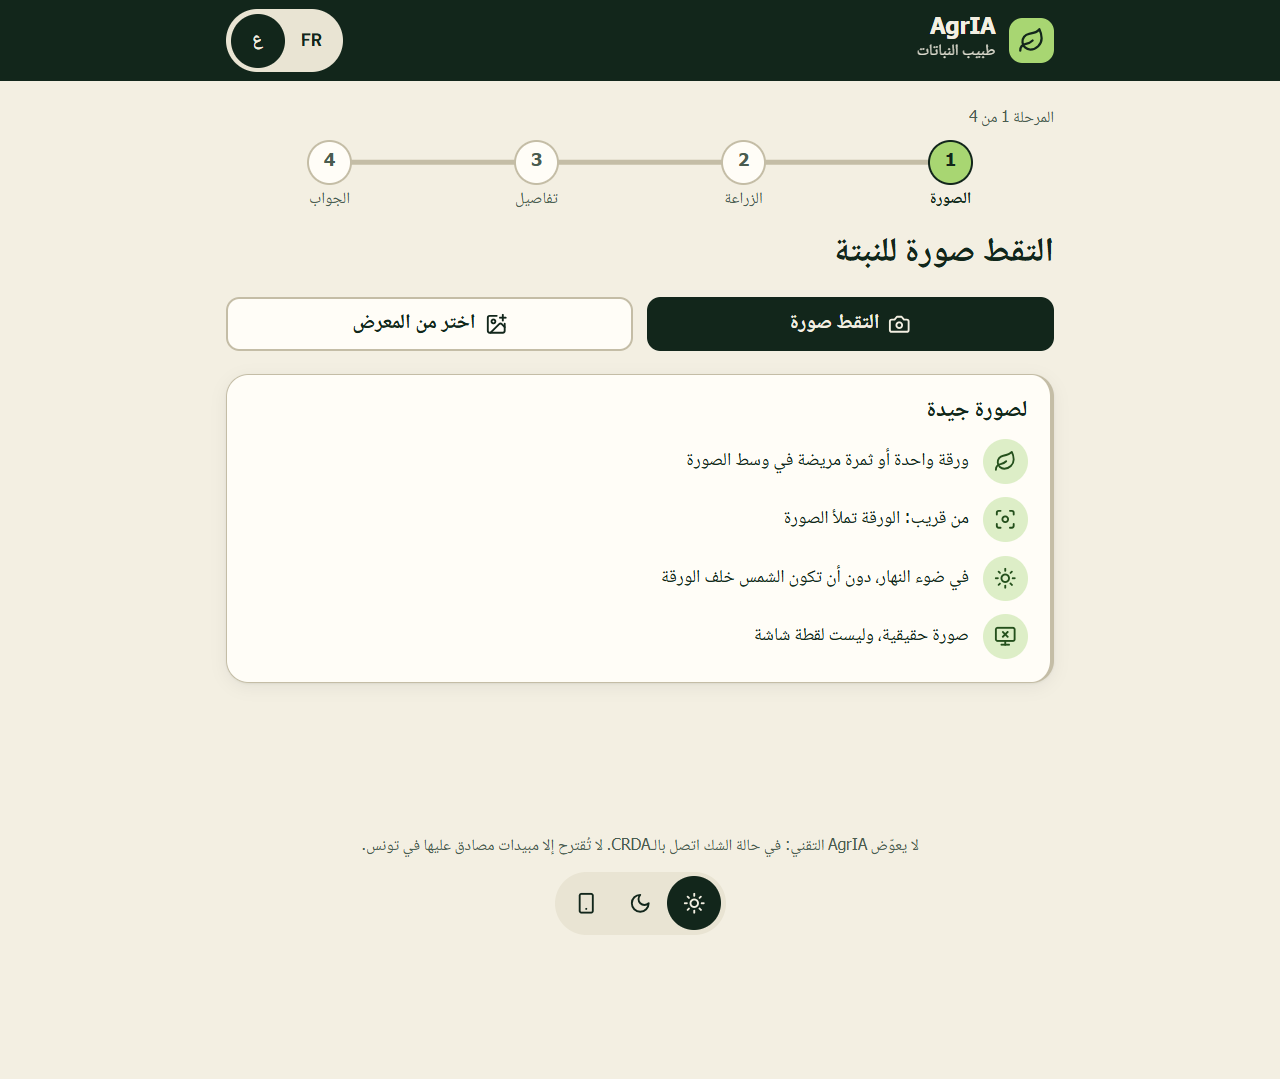 AgrIA
طبيب النباتات
FR
ع
المرحلة 1 من 4
1
2
3
4
الصورة
الزراعة
تفاصيل
الجواب
التقط صورة للنبتة
التقط صورة
اختر من المعرض
لصورة جيدة
ورقة واحدة أو ثمرة مريضة في وسط الصورة
من قريب: الورقة تملأ الصورة
في ضوء النهار، دون أن تكون الشمس خلف الورقة
صورة حقيقية، وليست لقطة شاشة
لا يعوّض AgrIA التقني: في حالة الشك اتصل بالـCRDA. لا تُقترح إلا مبيدات مصادق عليها في تونس.